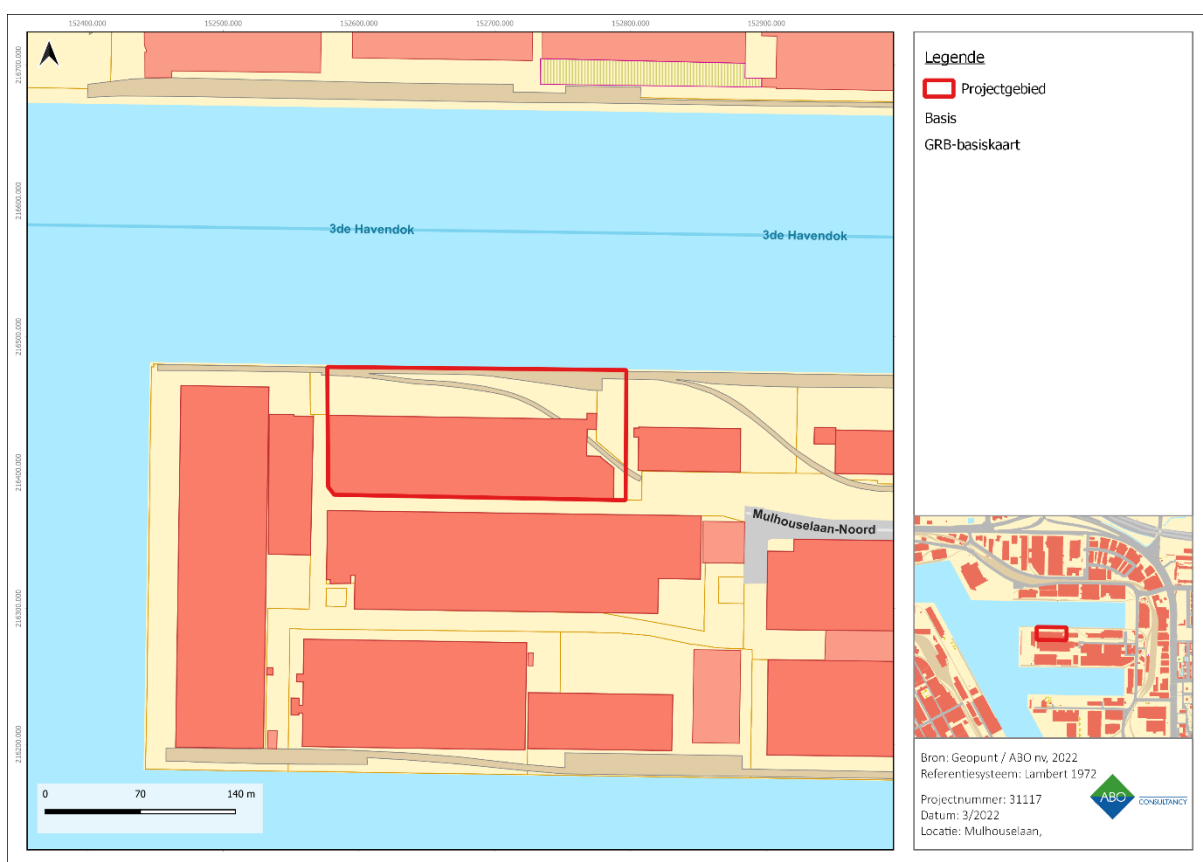 152400.000
152500.000
152600.000
152700.000
152800.000
152900.000
216700.000
216600.000
216500.000
216400.000
216300.000
216200.000
3de Havendok
3de Havendok
Mulhouselaan-Noord
0 70 140 m
Legende
Projectgebied
Basis
GRB-basiskaart
Bron: Geopunt / ABO nv, 2022
Referentiesysteem: Lambert 1972
Projectnummer: 31117
Datum: 3/2022
Locatie: Mulhouselaan,
ABO
CONSULTANCY